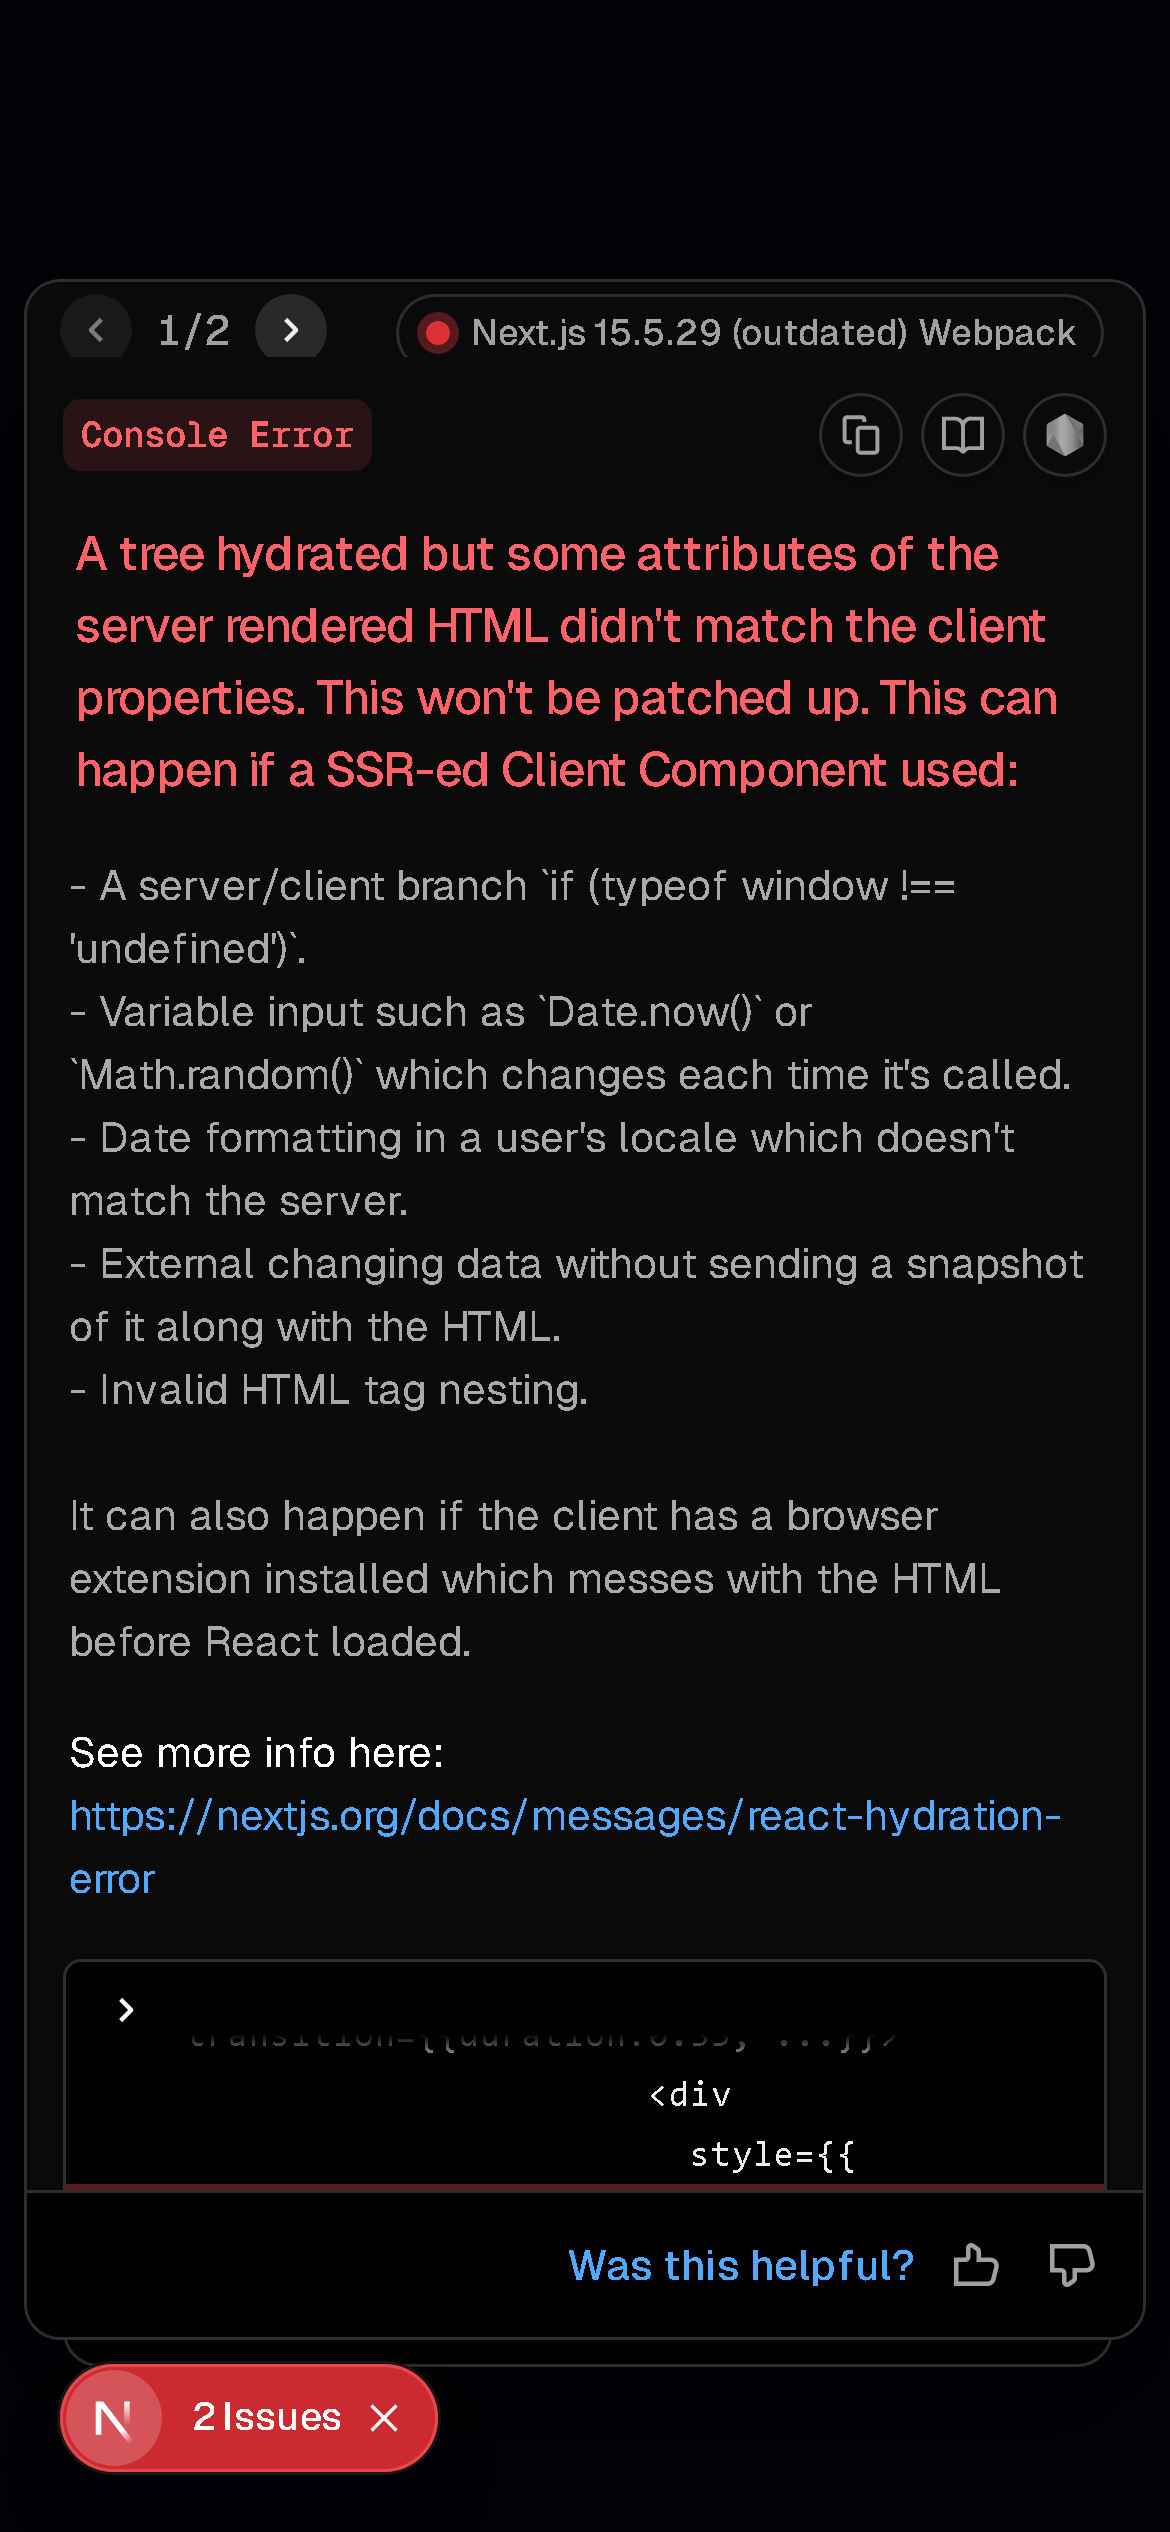 1/2
Next.js 15.5.29 (outdated) Webpack
Console Error
A tree hydrated but some attributes of the
server rendered HTML didn't match the client
properties. This won't be patched up. This can
happen if a SSR-ed Client Component used:
- A server/client branch `if (typeof window !==
'undefined')`.
- Variable input such as `Date.now()` or
`Math.random()` which changes each time it's called.
- Date formatting in a user's locale which doesn't
match the server.
- External changing data without sending a snapshot
of it along with the HTML.
- Invalid HTML tag nesting.
It can also happen if the client has a browser
extension installed which messes with the HTML
before React loaded.
See more info here:
https://nextjs.org/docs/messages/react-hydration-
error
transition={{duration:0.35, ...}}>
<div
style={{
Was this helpful?
N 2 Issues